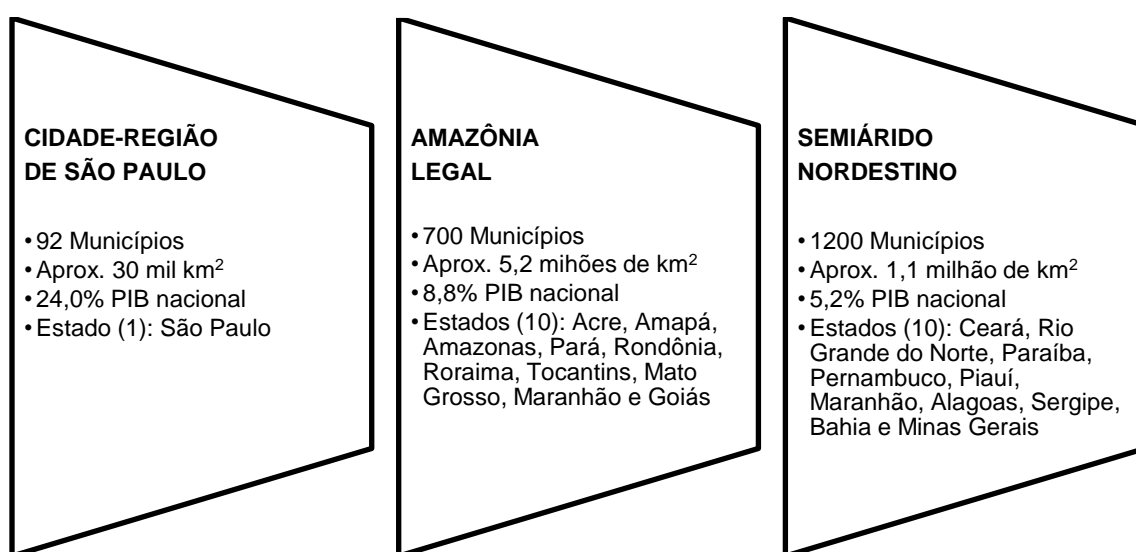 CIDADE-REGIÃO
DE SÃO PAULO
•92 Municípios
•Aprox. 30 mil km²
•24,0% PIB nacional
•Estado (1): São Paulo
AMAZÔNIA
LEGAL
•700 Municípios
•Aprox. 5,2 mihões de km²
•8,8% PIB nacional
•Estados (10): Acre, Amapá,
Amazonas, Pará, Rondônia,
Roraima, Tocantins, Mato
Grosso, Maranhão e Goiás
SEMIÁRIDO
NORDESTINO
•1200 Municípios
•Aprox. 1,1 milhão de km²
•5,2% PIB nacional
•Estados (10): Ceará, Rio
Grande do Norte, Paraíba,
Pernambuco, Piauí,
Maranhão, Alagoas, Sergipe,
Bahia e Minas Gerais